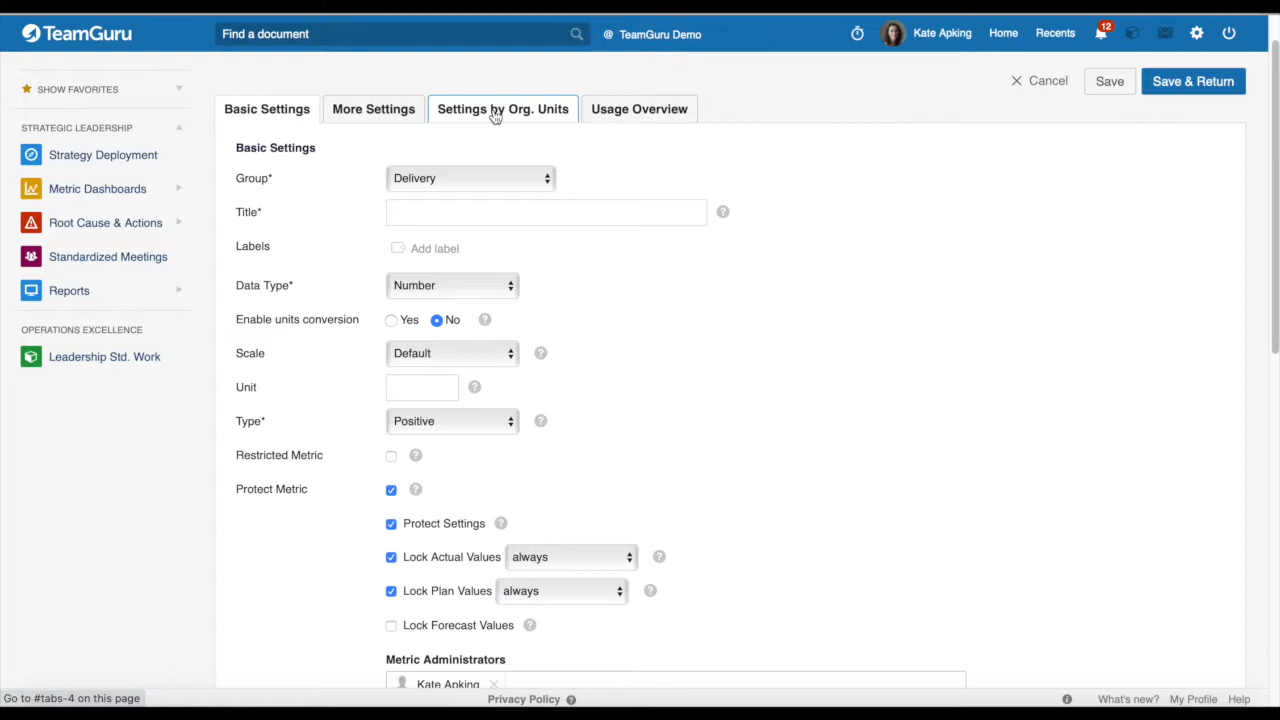 TeamGuru
Find a document
@ TeamGuru Demo
Kate Apking
Home
Recents
12
SHOW FAVORITES
STRATEGIC LEADERSHIP
Strategy Deployment
Metric Dashboards
Root Cause & Actions
Standardized Meetings
Reports
OPERATIONS EXCELLENCE
Leadership Std. Work
Cancel
Save
Save & Return
Basic Settings
More Settings
Settings by Org. Units
Usage Overview
Basic Settings
Group* Delivery
Title* ?
Labels Add label
Data Type* Number
Enable units conversion Yes No ?
Scale Default ?
Unit ?
Type* Positive ?
Restricted Metric ?
Protect Metric ?
Protect Settings ?
Lock Actual Values always ?
Lock Plan Values always ?
Lock Forecast Values ?
Metric Administrators
Kate Apking
Go to #tabs-4 on this page
Privacy Policy ?
What's new?
My Profile
Help